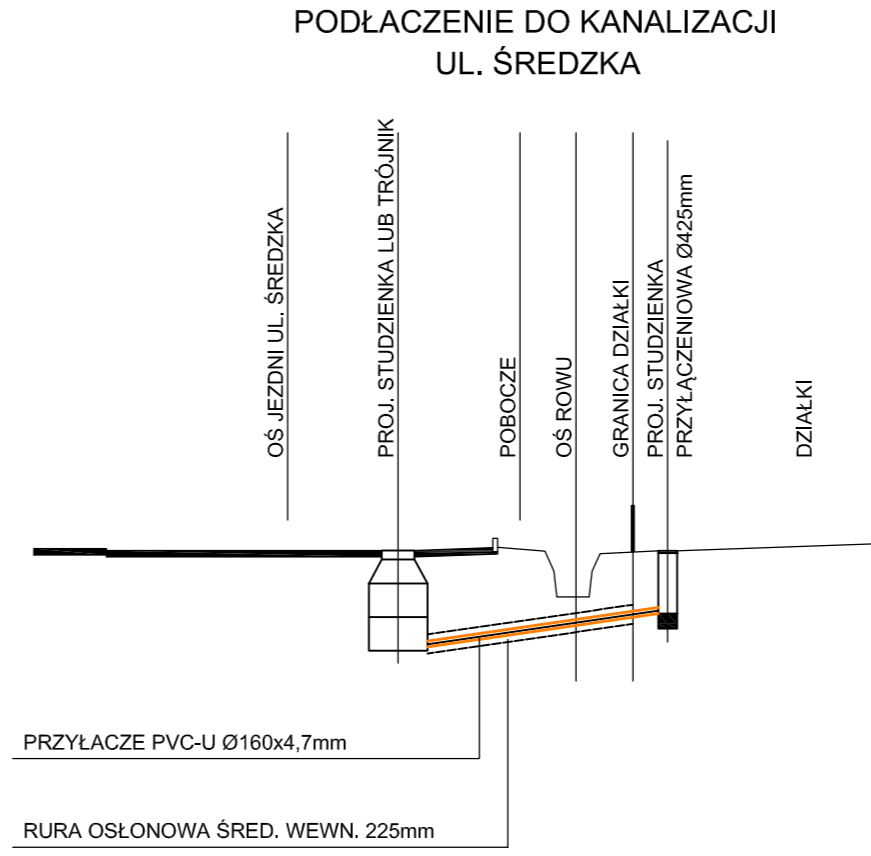 PODŁACZENIE DO KANALIZACJI
UL. ŚREDZKA
OŚ JEZDNI UL. ŚREDZKA
PROJ. STUDZIENKA LUB TRÓJNIK
POBOCZE
OŚ ROWU
GRANICA DZIAŁKI
PROJ. STUDZIENKA
PRZYŁĄCZENIOWA Ø425mm
DZIAŁKI
PRZYŁACZE PVC-U Ø160x4,7mm
RURA OSŁONOWA ŚRED. WEWN. 225mm